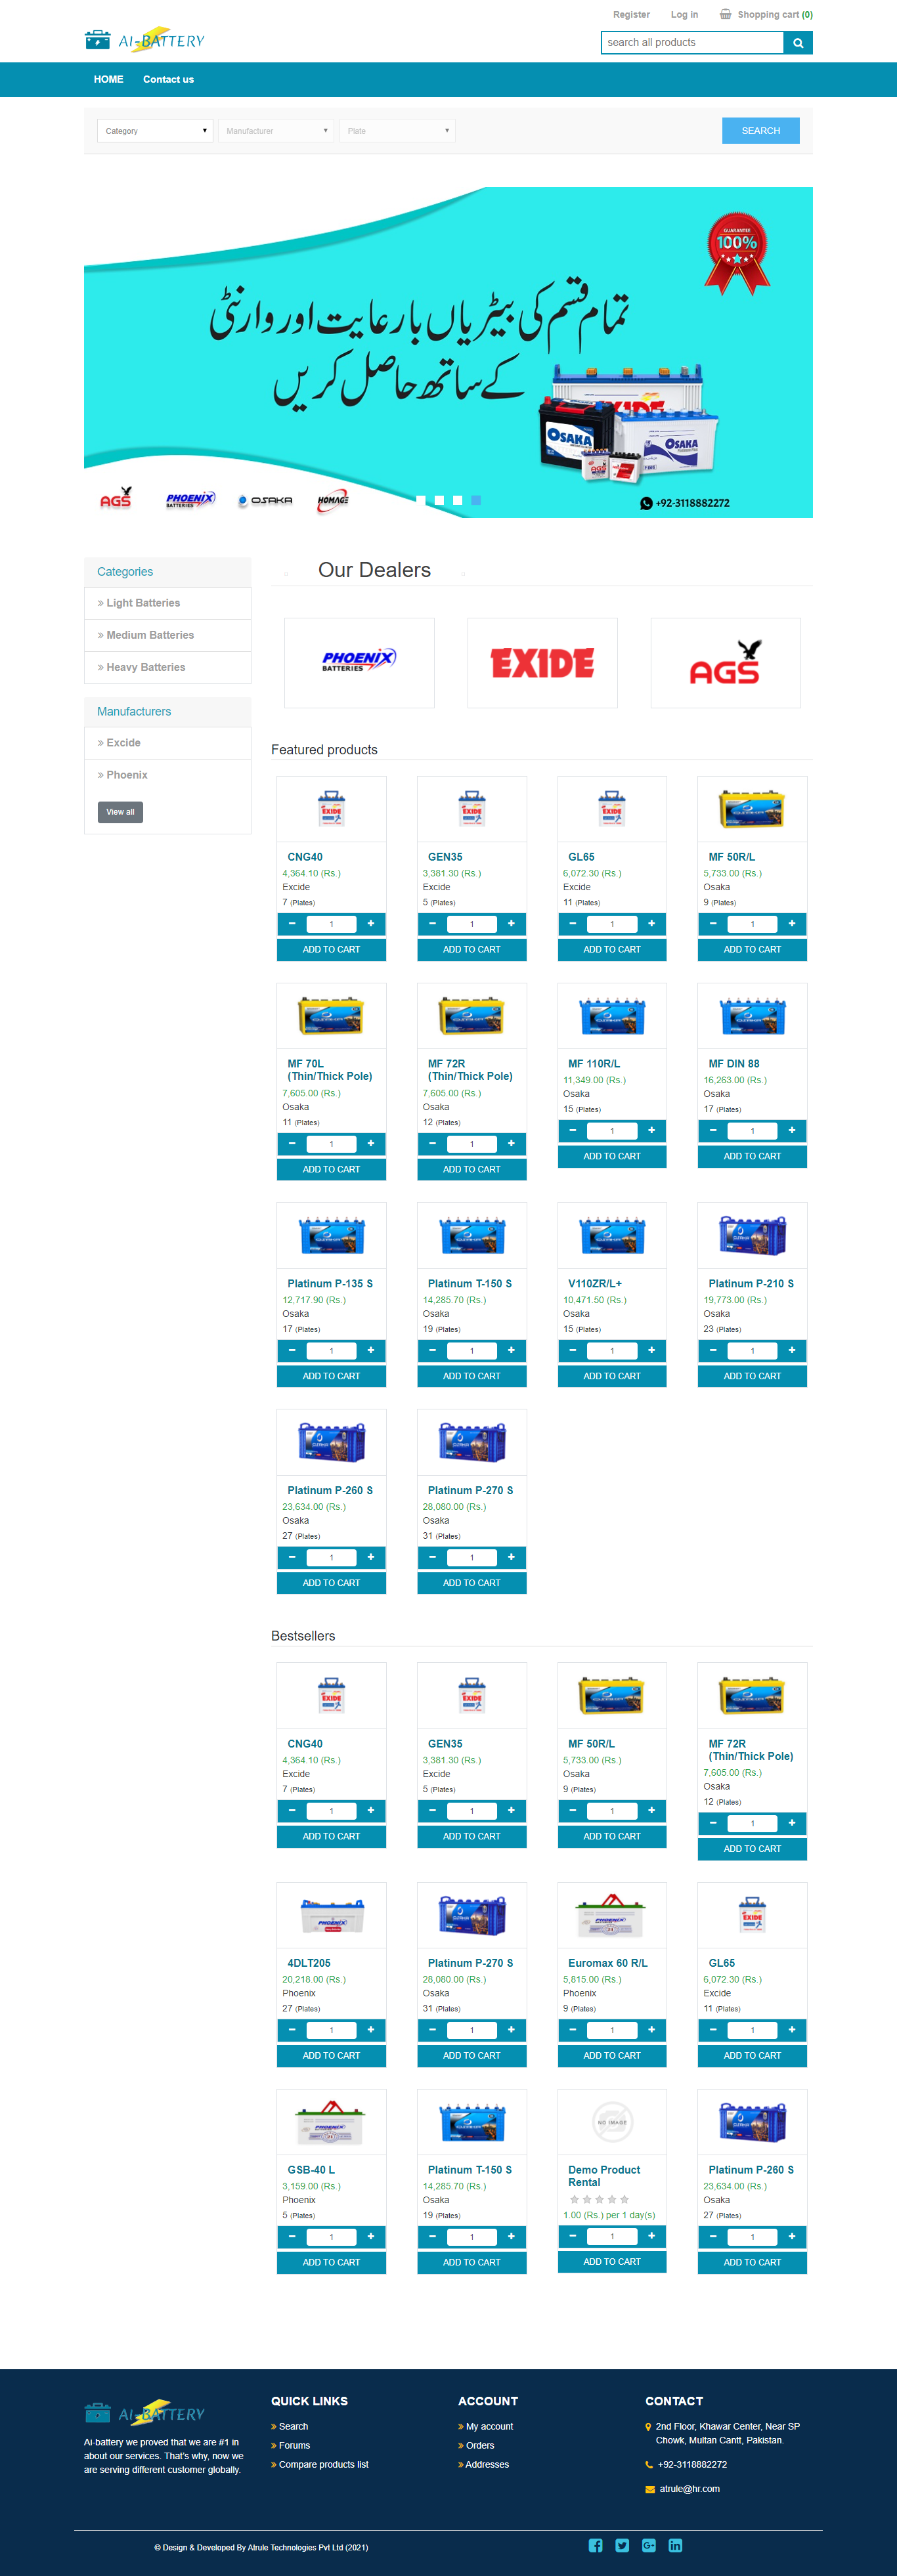 Register Log in Shopping cart (0)
AI-BATTERY
search all products
HOME Contact us
Category Manufacturer Plate SEARCH
GUARANTEE
100%
تمام قسم کی بیٹریاں بارعایت اور وارنٹی
کے ساتھ حاصل کریں
EXIDE
OSAKA
OSAKA
AGS
AGS PHOENIX BATTERIES OSAKA HOMAGE
+92-3118882272
Categories
Light Batteries
Medium Batteries
Heavy Batteries
Manufacturers
Excide
Phoenix
View all
Our Dealers
PHOENIX BATTERIES EXIDE AGS
Featured products
CNG40 GEN35 GL65 MF 50R/L
4,364.10 (Rs.) 3,381.30 (Rs.) 6,072.30 (Rs.) 5,733.00 (Rs.)
Excide Excide Excide Osaka
7 (Plates) 5 (Plates) 11 (Plates) 9 (Plates)
− 1 + − 1 + − 1 + − 1 +
ADD TO CART ADD TO CART ADD TO CART ADD TO CART
MF 70L (Thin/Thick Pole) MF 72R (Thin/Thick Pole) MF 110R/L MF DIN 88
7,605.00 (Rs.) 7,605.00 (Rs.) 11,349.00 (Rs.) 16,263.00 (Rs.)
Osaka Osaka Osaka Osaka
11 (Plates) 12 (Plates) 15 (Plates) 17 (Plates)
− 1 + − 1 + − 1 + − 1 +
ADD TO CART ADD TO CART ADD TO CART ADD TO CART
Platinum P-135 S Platinum T-150 S V110ZR/L+ Platinum P-210 S
12,717.90 (Rs.) 14,285.70 (Rs.) 10,471.50 (Rs.) 19,773.00 (Rs.)
Osaka Osaka Osaka Osaka
17 (Plates) 19 (Plates) 15 (Plates) 23 (Plates)
− 1 + − 1 + − 1 + − 1 +
ADD TO CART ADD TO CART ADD TO CART ADD TO CART
Platinum P-260 S Platinum P-270 S
23,634.00 (Rs.) 28,080.00 (Rs.)
Osaka Osaka
27 (Plates) 31 (Plates)
− 1 + − 1 +
ADD TO CART ADD TO CART
Bestsellers
CNG40 GEN35 MF 50R/L MF 72R (Thin/Thick Pole)
4,364.10 (Rs.) 3,381.30 (Rs.) 5,733.00 (Rs.) 7,605.00 (Rs.)
Excide Excide Osaka Osaka
7 (Plates) 5 (Plates) 9 (Plates) 12 (Plates)
− 1 + − 1 + − 1 + − 1 +
ADD TO CART ADD TO CART ADD TO CART ADD TO CART
4DLT205 Platinum P-270 S Euromax 60 R/L GL65
20,218.00 (Rs.) 28,080.00 (Rs.) 5,815.00 (Rs.) 6,072.30 (Rs.)
Phoenix Osaka Phoenix Excide
27 (Plates) 31 (Plates) 9 (Plates) 11 (Plates)
− 1 + − 1 + − 1 + − 1 +
ADD TO CART ADD TO CART ADD TO CART ADD TO CART
NO IMAGE
GSB-40 L Platinum T-150 S Demo Product Rental Platinum P-260 S
3,159.00 (Rs.) 14,285.70 (Rs.) 1.00 (Rs.) per 1 day(s) 23,634.00 (Rs.)
Phoenix Osaka Osaka
5 (Plates) 19 (Plates) 27 (Plates)
− 1 + − 1 + − 1 + − 1 +
ADD TO CART ADD TO CART ADD TO CART ADD TO CART
AI-BATTERY
Ai-battery we proved that we are #1 in
about our services. That's why, now we
are serving different customer globally.
QUICK LINKS
Search
Forums
Compare products list
ACCOUNT
My account
Orders
Addresses
CONTACT
2nd Floor, Khawar Center, Near SP
Chowk, Multan Cantt, Pakistan.
+92-3118882272
atrule@hr.com
© Design & Developed By Atrule Technologies Pvt Ltd (2021)